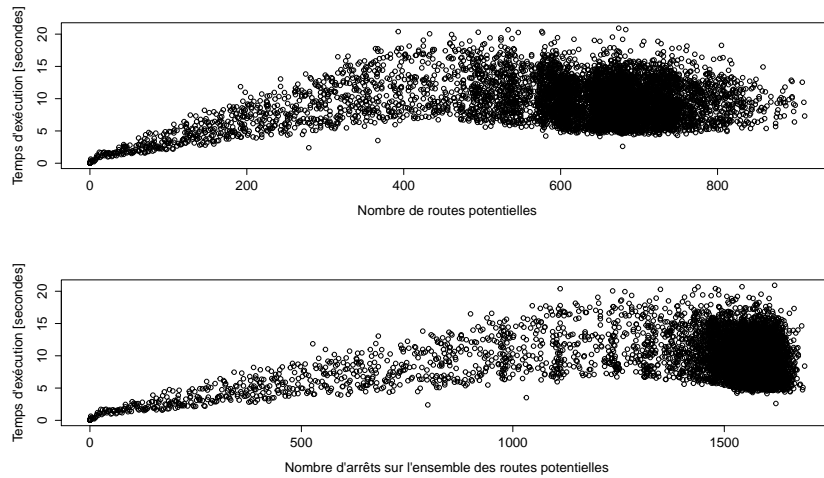 Temps d'exécution [secondes]
20
15
10
5
0
0 200 400 600 800
Nombre de routes potentielles
Temps d'exécution [secondes]
20
15
10
5
0
0 500 1000 1500
Nombre d'arrêts sur l'ensemble des routes potentielles